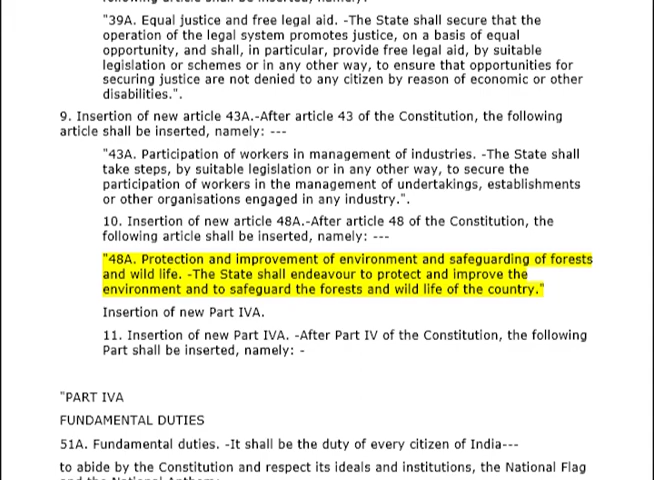 "39A. Equal justice and free legal aid. -The State shall secure that the
operation of the legal system promotes justice, on a basis of equal
opportunity, and shall, in particular, provide free legal aid, by suitable
legislation or schemes or in any other way, to ensure that opportunities for
securing justice are not denied to any citizen by reason of economic or other
disabilities.".
9. Insertion of new article 43A.-After article 43 of the Constitution, the following
article shall be inserted, namely: ---
"43A. Participation of workers in management of industries. -The State shall
take steps, by suitable legislation or in any other way, to secure the
participation of workers in the management of undertakings, establishments
or other organisations engaged in any industry.".
10. Insertion of new article 48A.-After article 48 of the Constitution, the
following article shall be inserted, namely: ---
"48A. Protection and improvement of environment and safeguarding of forests
and wild life. -The State shall endeavour to protect and improve the
environment and to safeguard the forests and wild life of the country."
Insertion of new Part IVA.
11. Insertion of new Part IVA. -After Part IV of the Constitution, the following
Part shall be inserted, namely: -
"PART IVA
FUNDAMENTAL DUTIES
51A. Fundamental duties. -It shall be the duty of every citizen of India---
to abide by the Constitution and respect its ideals and institutions, the National Flag